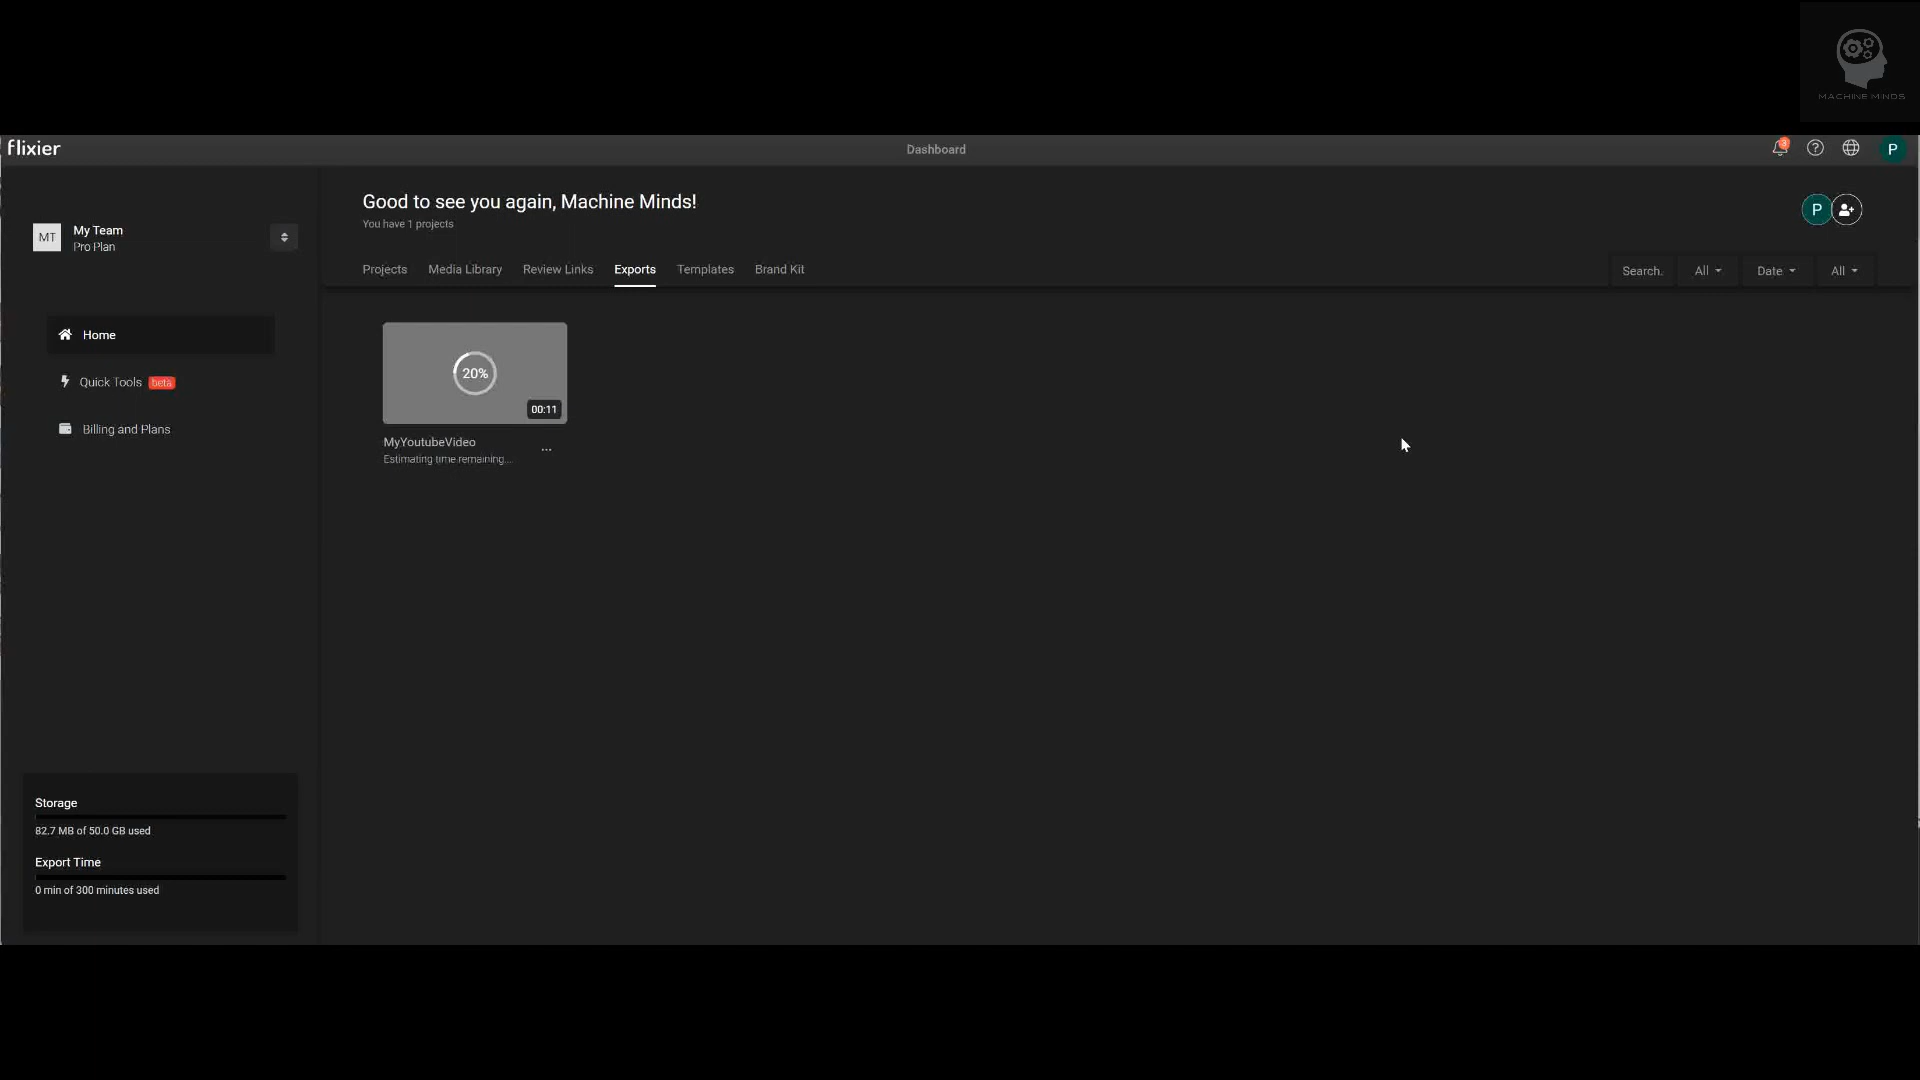 MACHINE MINDS
flixier
Dashboard
3
P
Good to see you again, Machine Minds!
You have 1 projects
P
MT
My Team
Pro Plan
Projects
Media Library
Review Links
Exports
Templates
Brand Kit
Search.
All
Date
All
Home
Quick Tools beta
Billing and Plans
20%
00:11
MyYoutubeVideo
...
Estimating time remaining...
Storage
82.7 MB of 50.0 GB used
Export Time
0 min of 300 minutes used